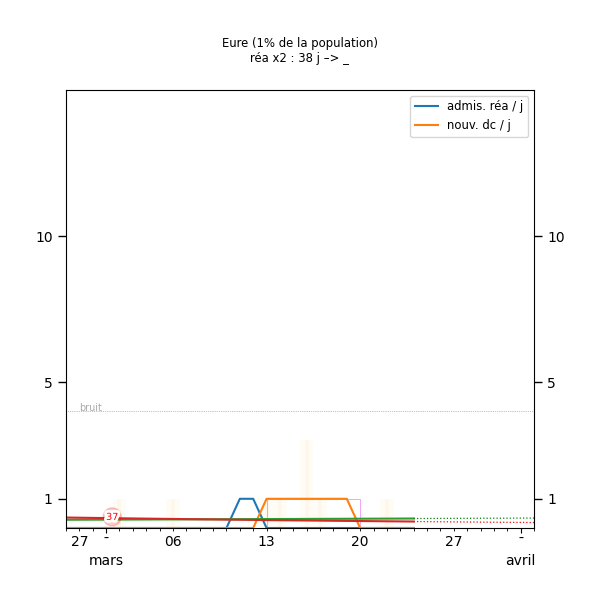 Eure (1% de la population)
réa x2 : 38 j –> _
admis. réa / j
nouv. dc / j
10 10
5 5
bruit
1 1
37
27 - 06 13 20 27 -
mars avril